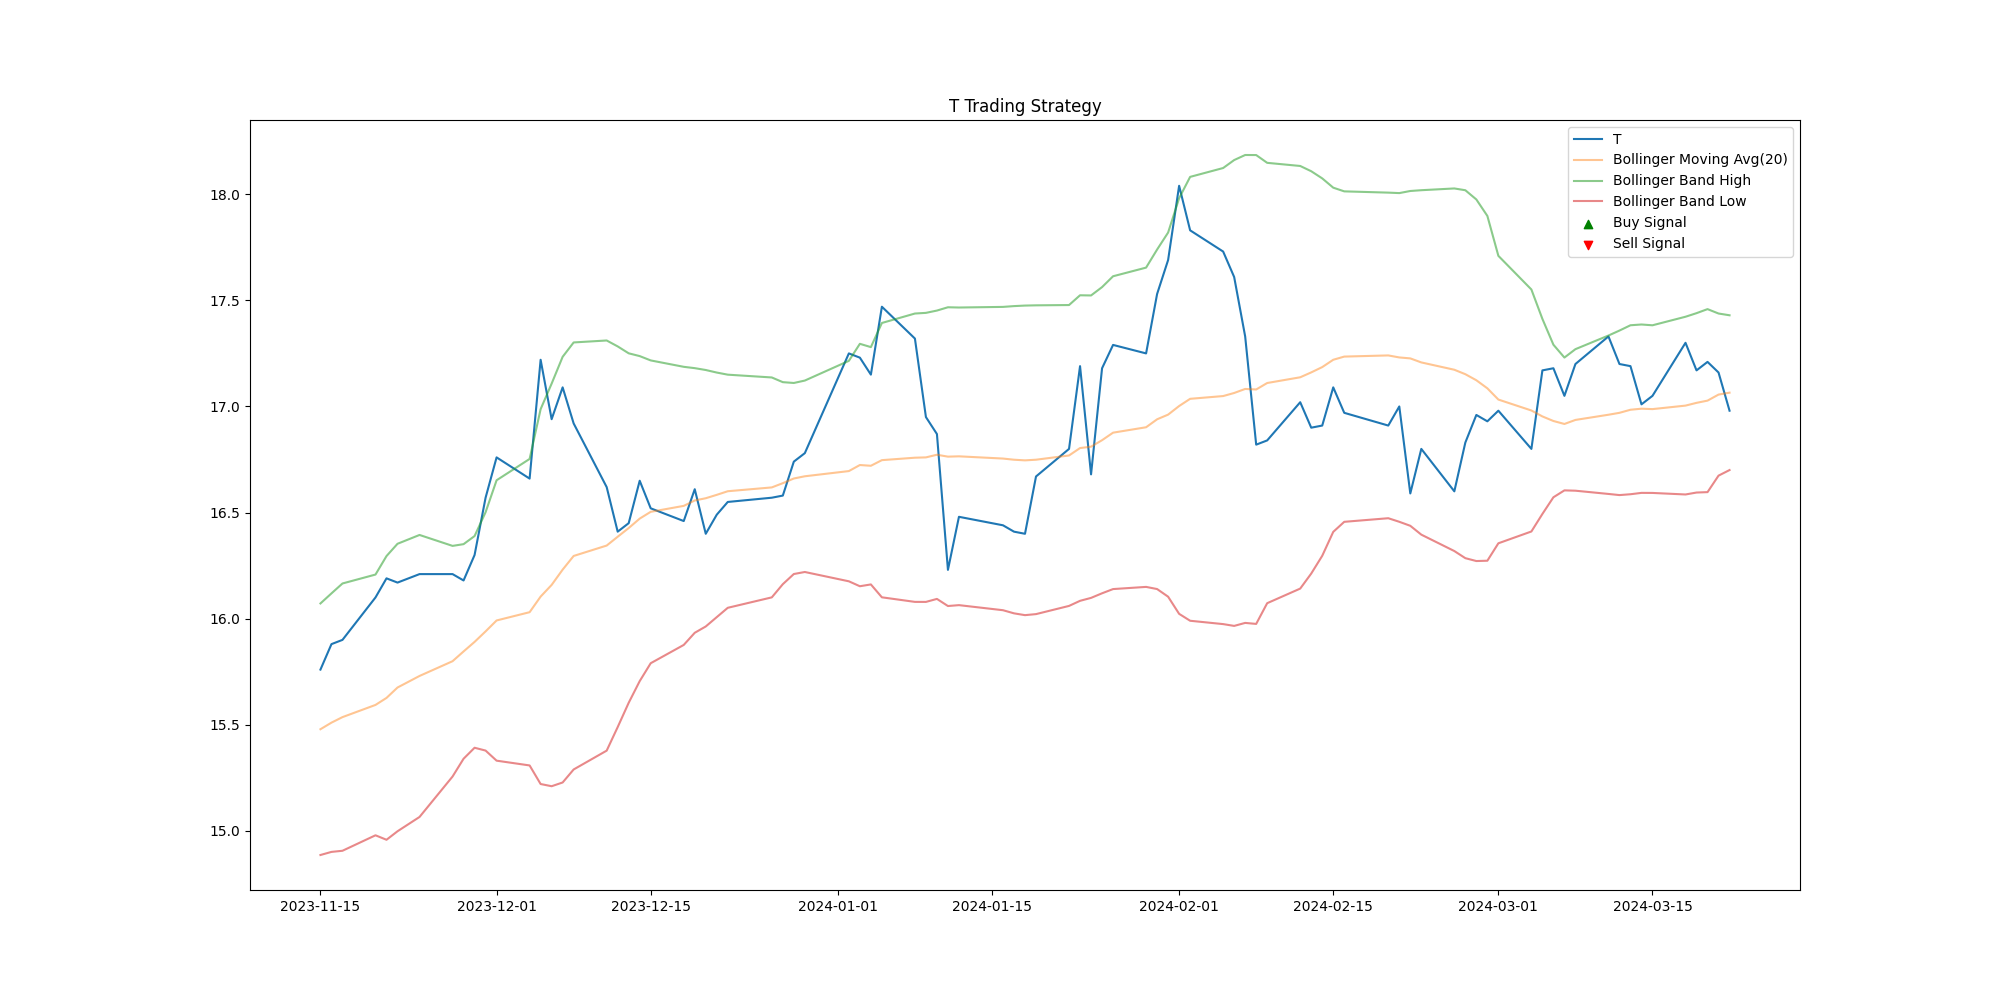 T Trading Strategy
T
Bollinger Moving Avg(20)
Bollinger Band High
Bollinger Band Low
Buy Signal
Sell Signal
18.0
17.5
17.0
16.5
16.0
15.5
15.0
2023-11-15 2023-12-01 2023-12-15 2024-01-01 2024-01-15 2024-02-01 2024-02-15 2024-03-01 2024-03-15